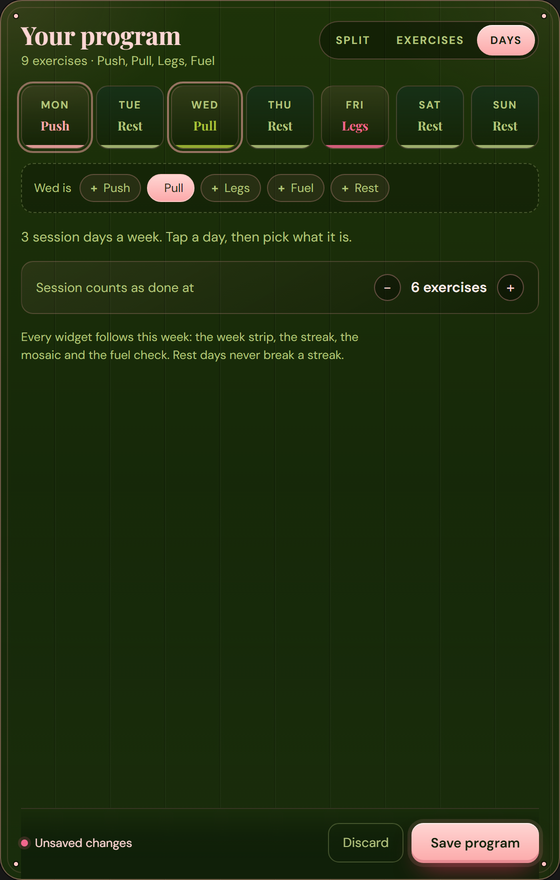 Your program
9 exercises · Push, Pull, Legs, Fuel
SPLIT EXERCISES DAYS
MON TUE WED THU FRI SAT SUN
Push Rest Pull Rest Legs Rest Rest
Wed is + Push Pull + Legs + Fuel + Rest
3 session days a week. Tap a day, then pick what it is.
Session counts as done at − 6 exercises +
Every widget follows this week: the week strip, the streak, the
mosaic and the fuel check. Rest days never break a streak.
Unsaved changes Discard Save program